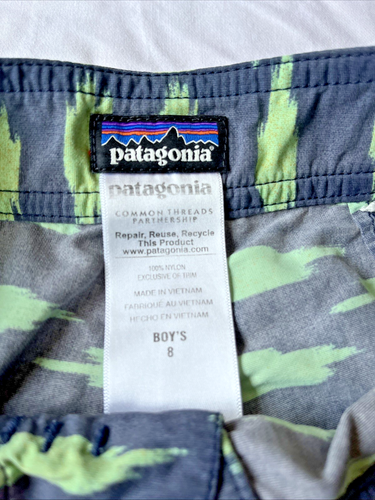 patagonia®
patagonia
COMMON THREADS
PARTNERSHIP
Repair, Reuse, Recycle
This Product
www.patagonia.com
100% NYLON
EXCLUSIVE OF TRIM
MADE IN VIETNAM
FABRIQUÉ AU VIETNAM
HECHO EN VIETNAM
BOY'S
8